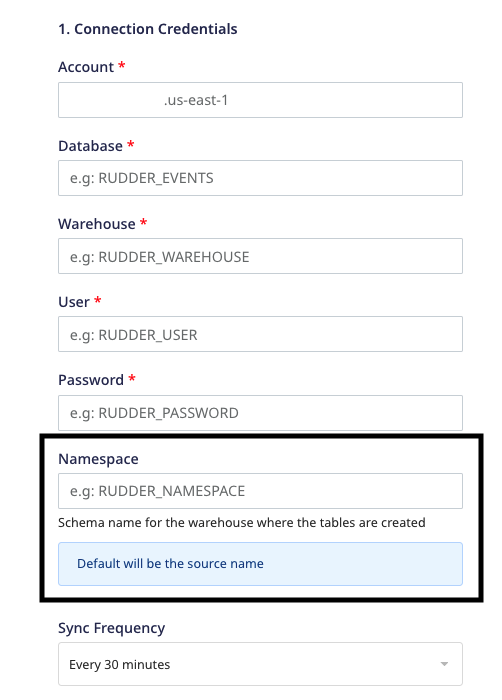 1. Connection Credentials
Account *
.us-east-1
Database *
e.g: RUDDER_EVENTS
Warehouse *
e.g: RUDDER_WAREHOUSE
User *
e.g: RUDDER_USER
Password *
e.g: RUDDER_PASSWORD
Namespace
e.g: RUDDER_NAMESPACE
Schema name for the warehouse where the tables are created
Default will be the source name
Sync Frequency
Every 30 minutes